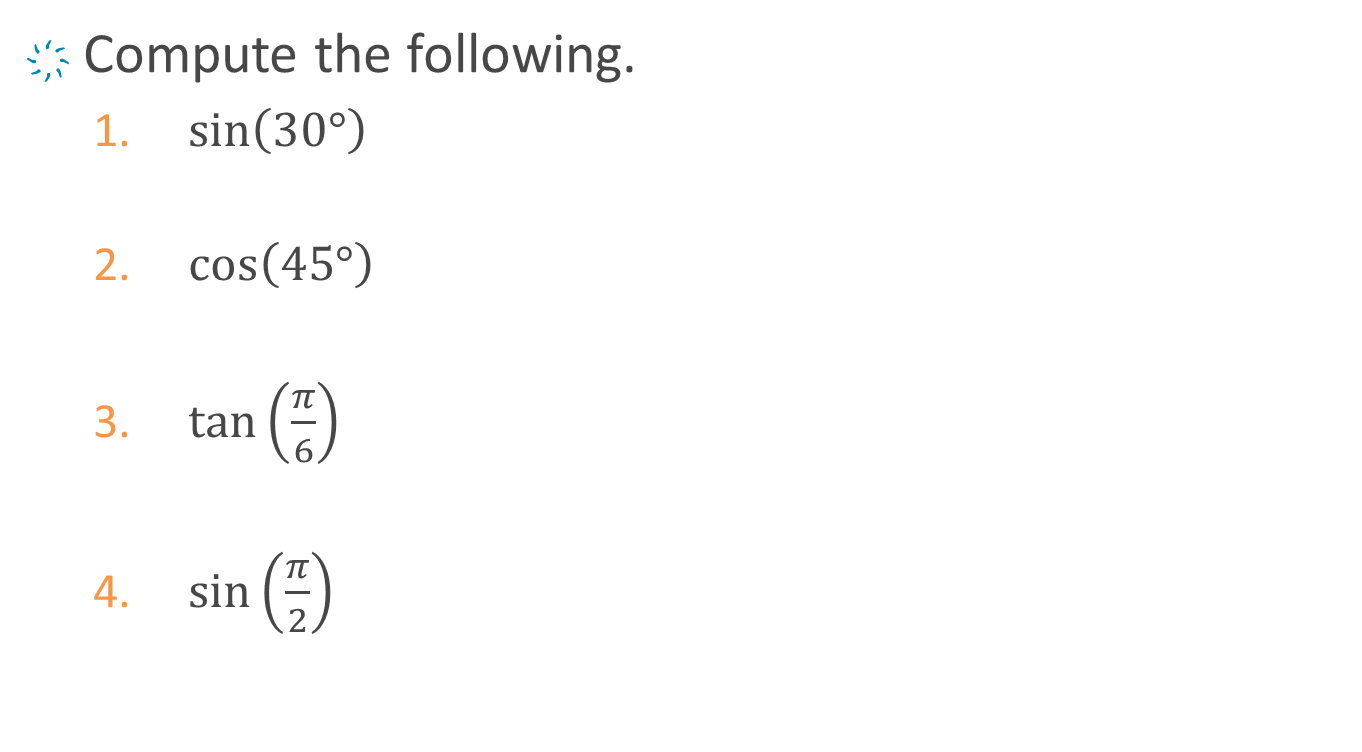 Compute the following.
1. sin(30°)
2. cos(45°)
3. tan(π/6)
4. sin(π/2)